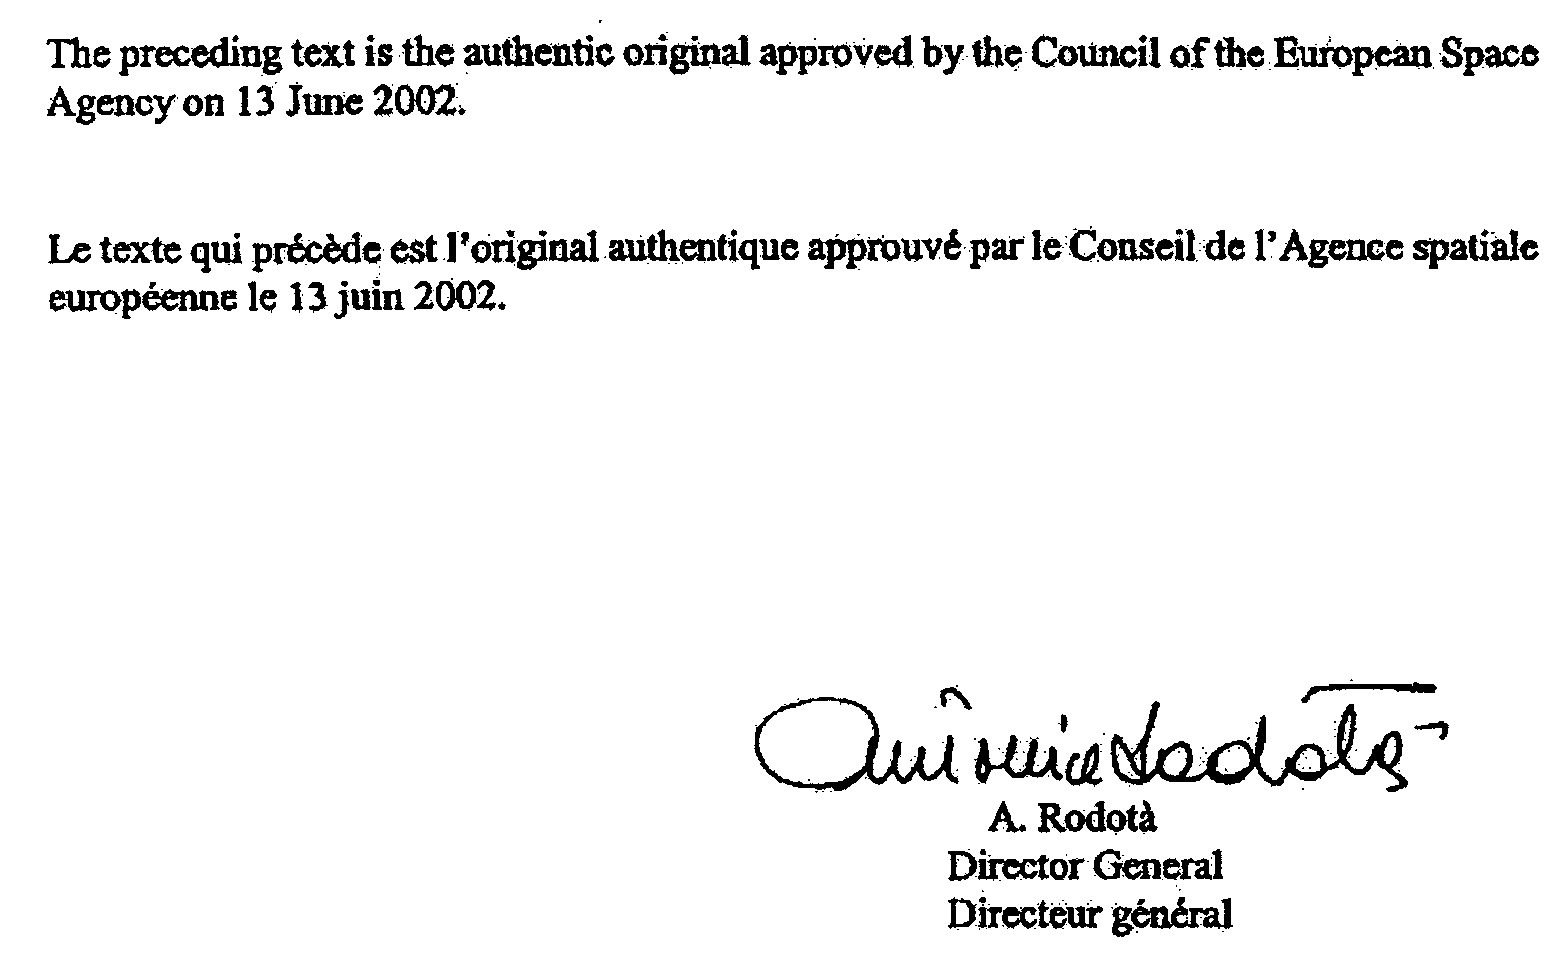 The preceding text is the authentic original approved by the Council of the European Space
Agency on 13 June 2002.
Le texte qui précède est l'original authentique approuvé par le Conseil de l'Agence spatiale
européenne le 13 juin 2002.
Antonio Rodotà
A. Rodotà
Director General
Directeur général